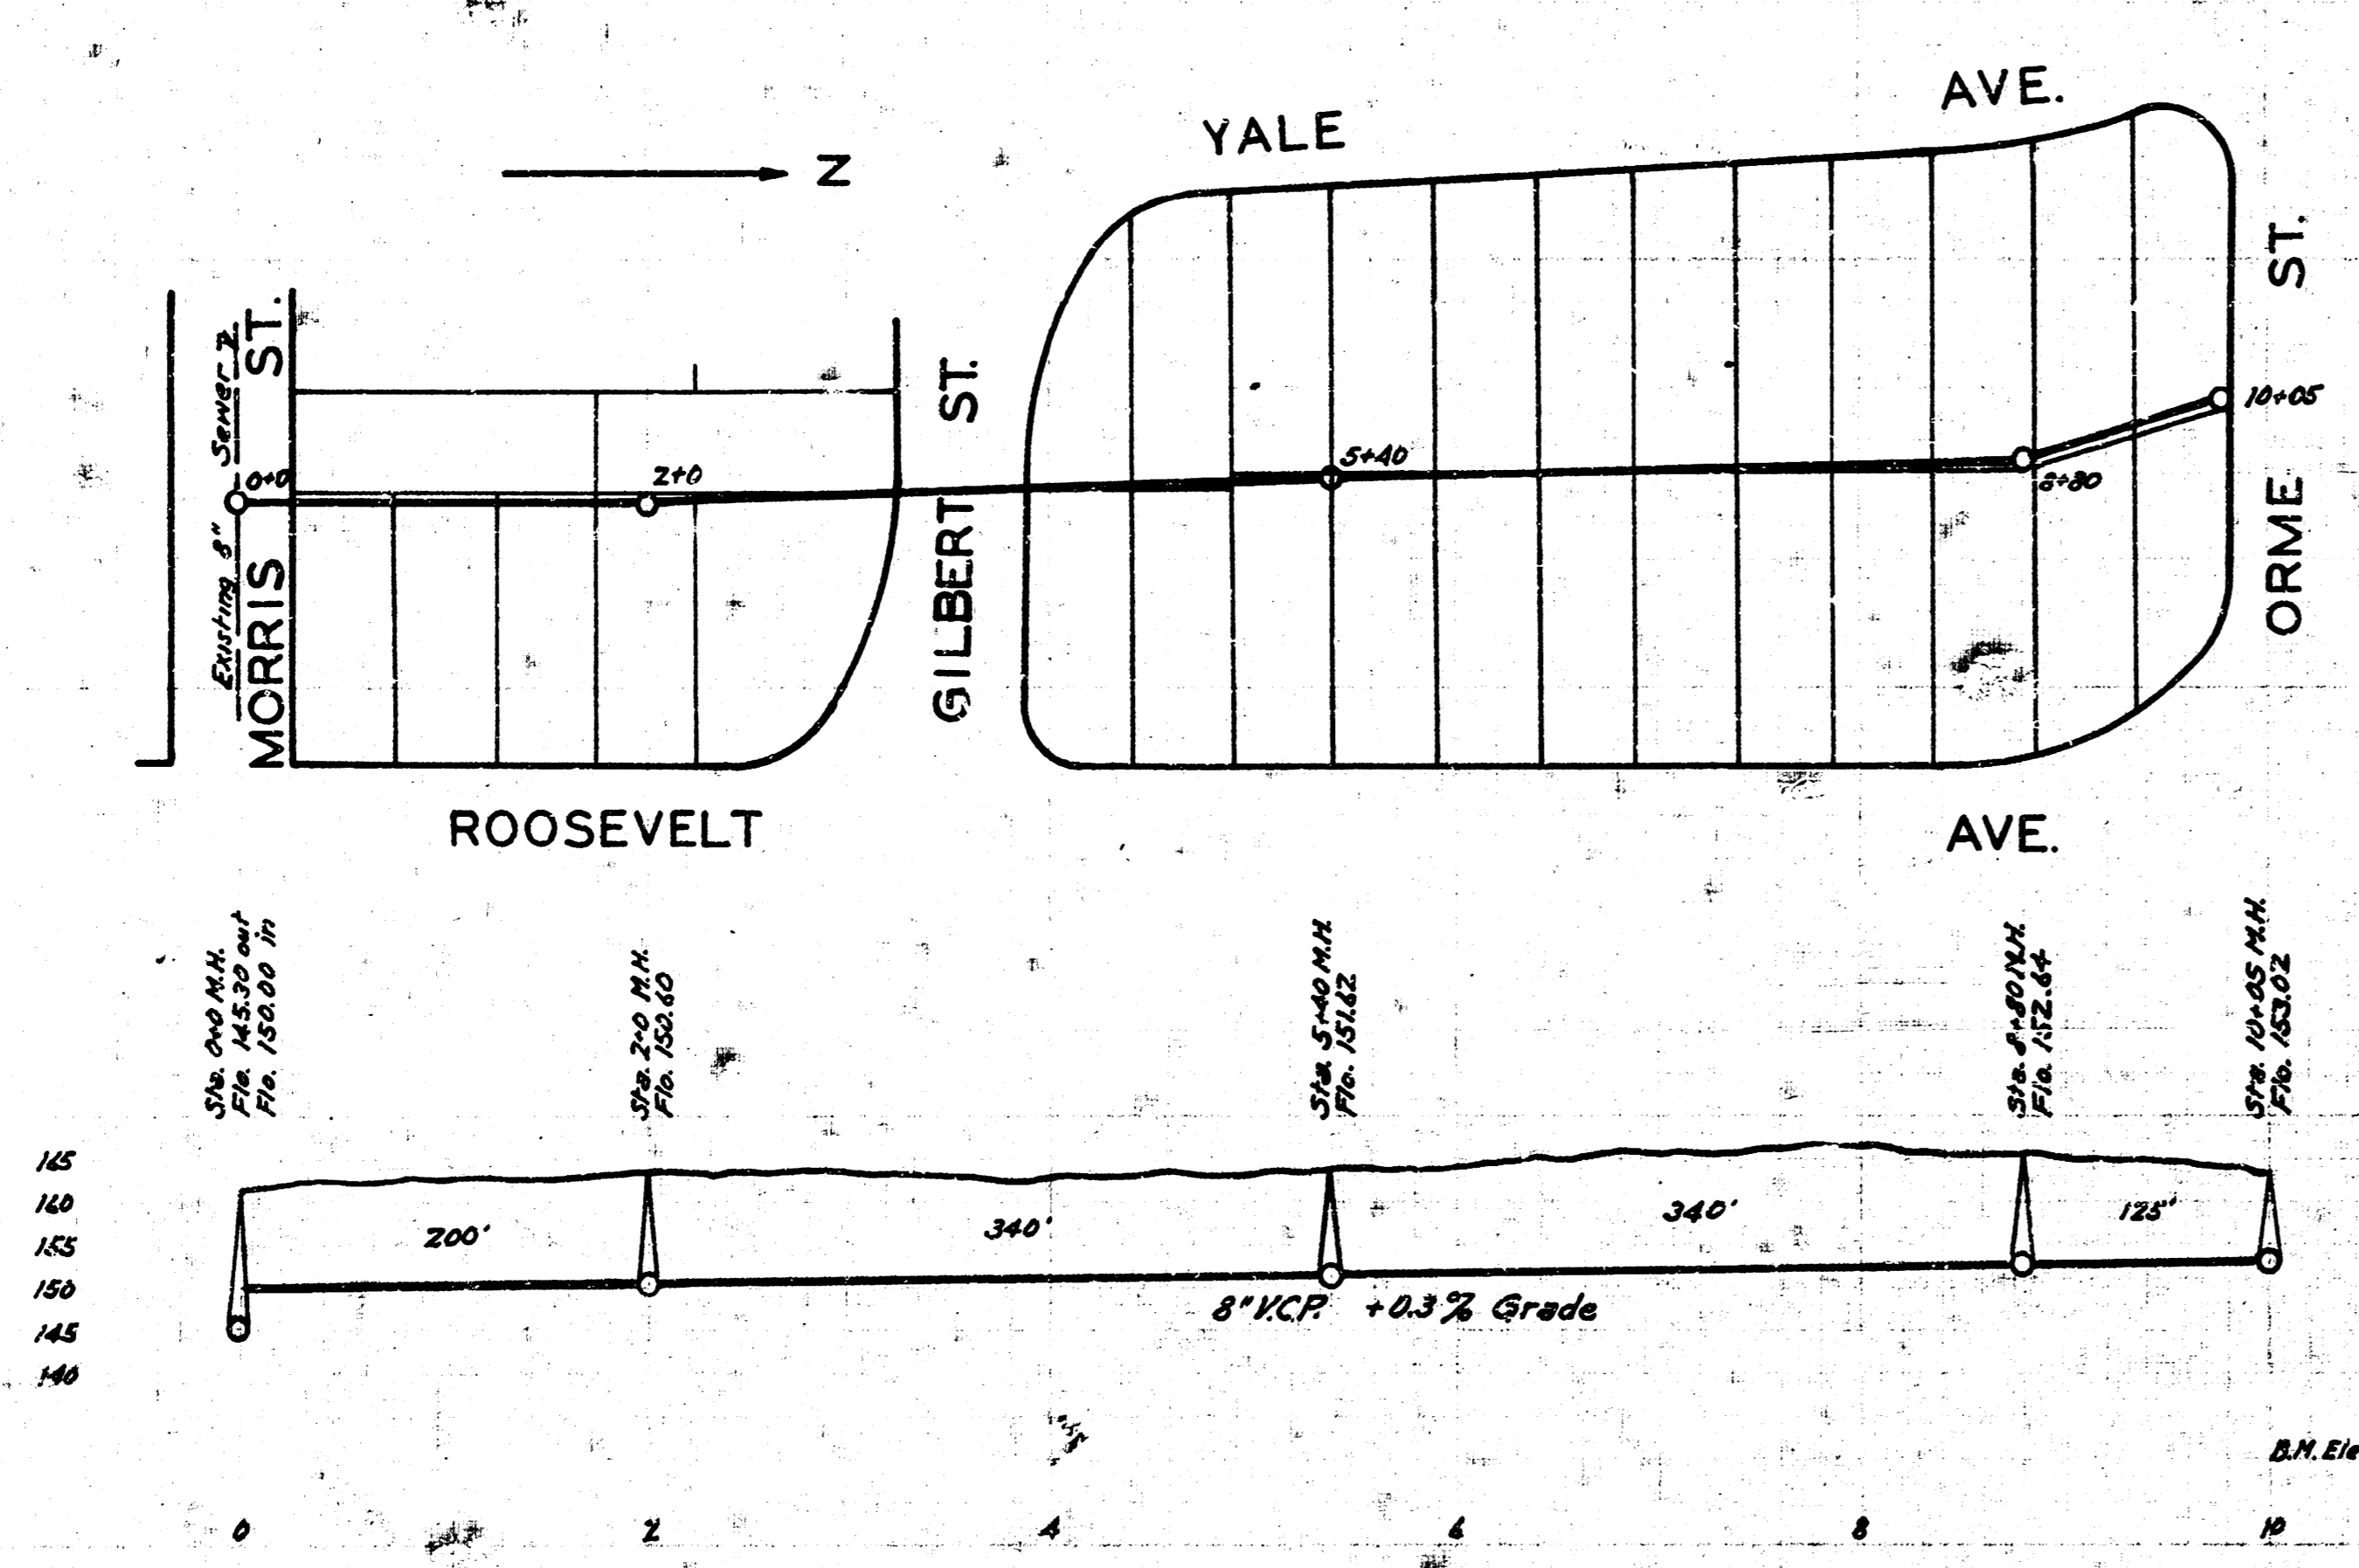 YALE AVE.
N
MORRIS ST.
Existing 8" Sewer
0+0
2+0
GILBERT ST.
5+40
8+80
10+05
ORME ST.
ROOSEVELT AVE.
Sta. 0+0 M.H.
Flo. 145.30 out
Flo. 150.00 in
Sta. 2+0 M.H.
Flo. 150.60
Sta. 5+40 M.H.
Flo. 151.62
Sta. 8+80 M.H.
Flo. 152.64
Sta. 10+05 M.H.
Flo. 153.02
165
160
155
150
145
140
200'
340'
340'
125'
8" V.C.P. +0.3% Grade
B.M. Ele
0 2 4 6 8 10